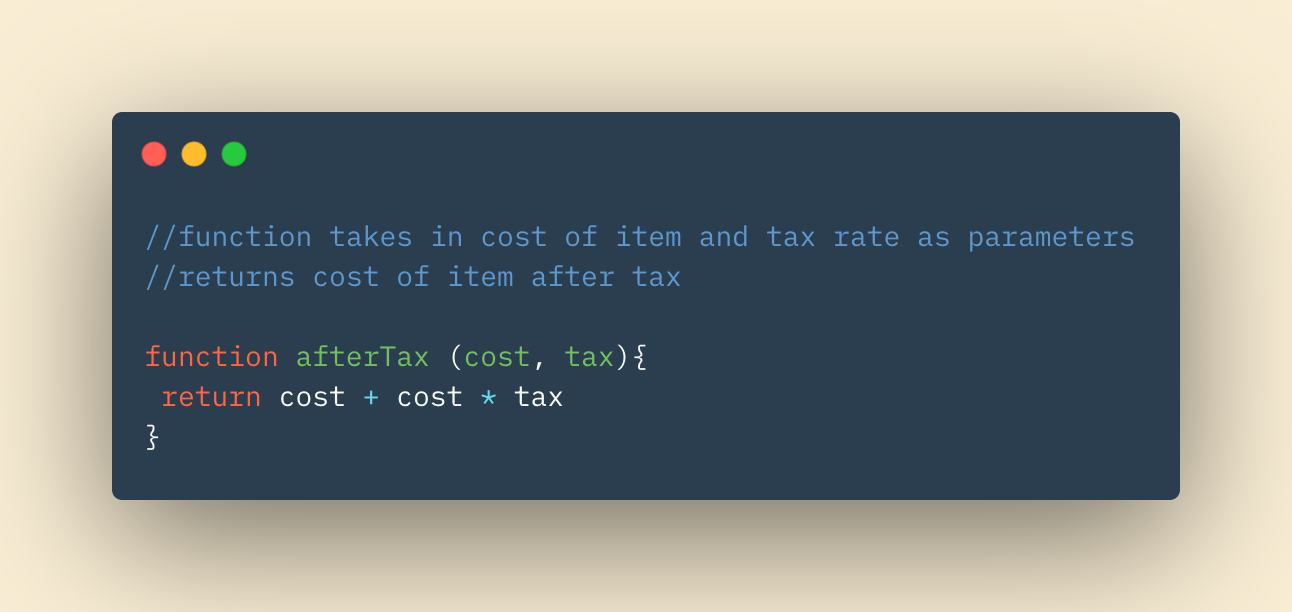 //function takes in cost of item and tax rate as parameters
//returns cost of item after tax
function afterTax (cost, tax){
 return cost + cost * tax
}